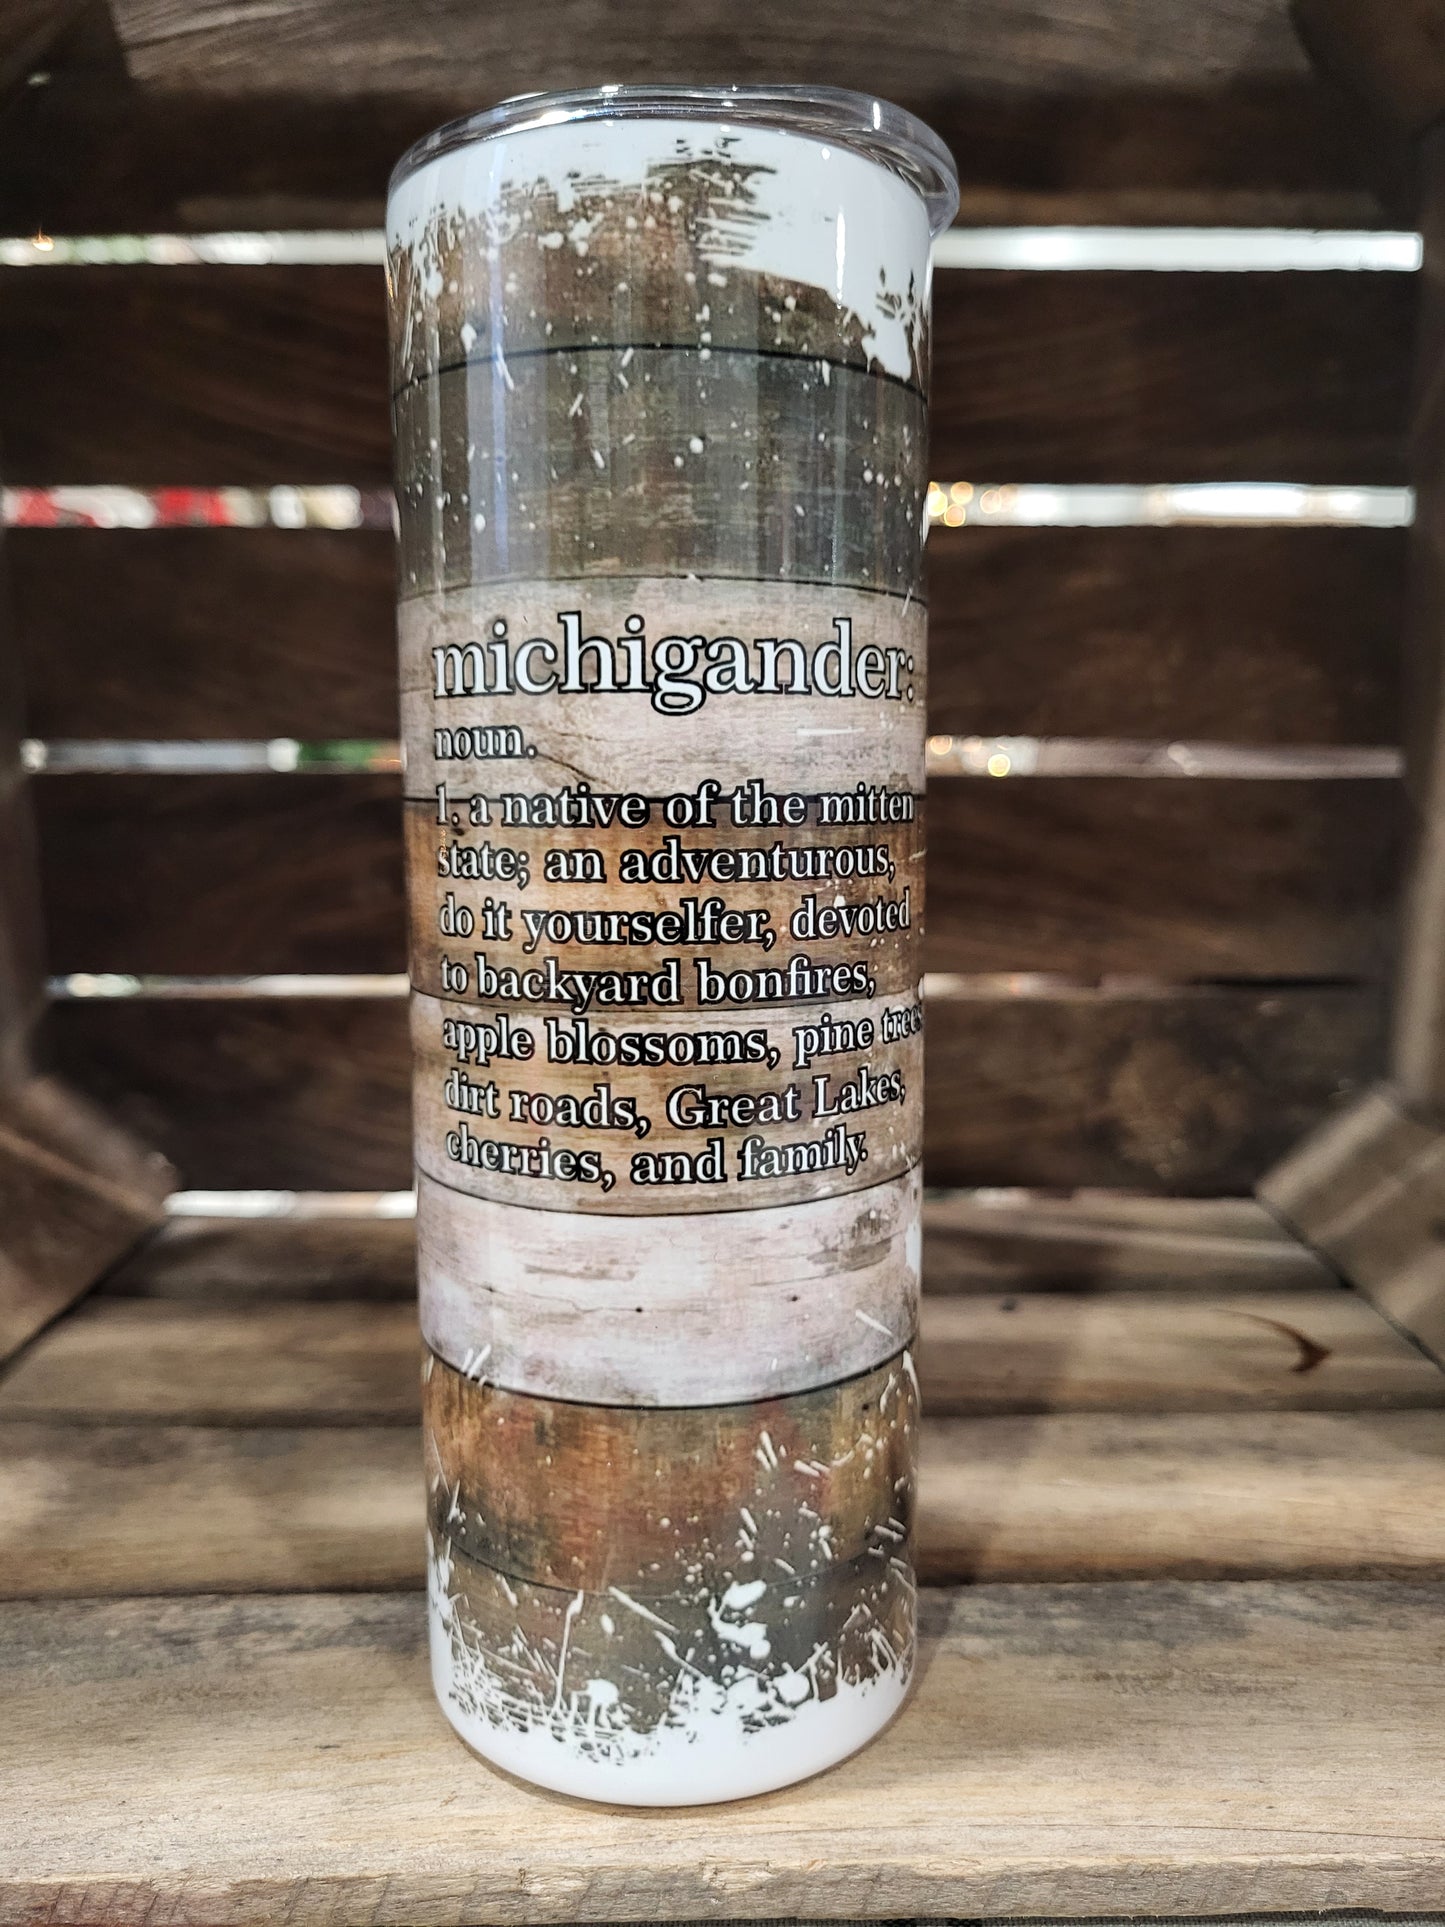 michigander:
noun.
1. a native of the mitten
state; an adventurous,
do it yourselfer, devoted
to backyard bonfires,
apple blossoms, pine trees
dirt roads, Great Lakes,
cherries, and family.